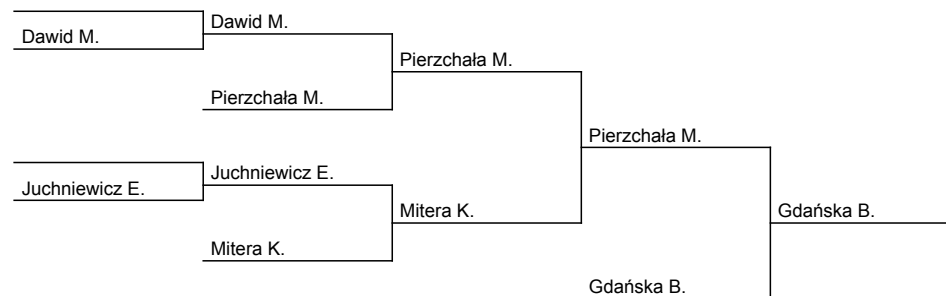 Dawid M.
Dawid M.
Pierzchała M.
Pierzchała M.
Pierzchała M.
Juchniewicz E.
Juchniewicz E.
Mitera K.
Gdańska B.
Mitera K.
Gdańska B.